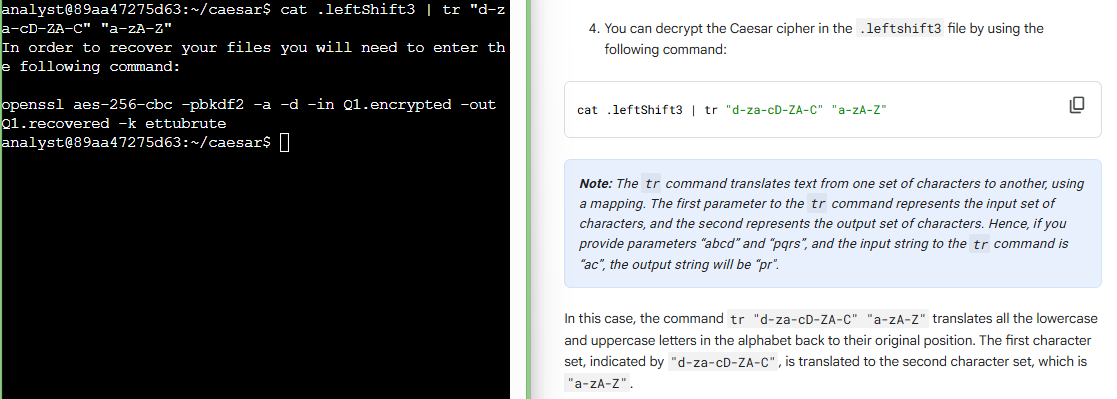 analyst@89aa47275d63:~/caesar$ cat .leftShift3 | tr "d-z
a-cD-ZA-C" "a-zA-Z"
In order to recover your files you will need to enter th
e following command:
openssl aes-256-cbc -pbkdf2 -a -d -in Q1.encrypted -out
Q1.recovered -k ettubrute
analyst@89aa47275d63:~/caesar$
4. You can decrypt the Caesar cipher in the .leftshift3 file by using the
following command:
cat .leftShift3 | tr "d-za-cD-ZA-C" "a-zA-Z"
Note: The tr command translates text from one set of characters to another, using
a mapping. The first parameter to the tr command represents the input set of
characters, and the second represents the output set of characters. Hence, if you
provide parameters “abcd” and “pqrs”, and the input string to the tr command is
“ac”, the output string will be “pr".
In this case, the command tr "d-za-cD-ZA-C" "a-zA-Z" translates all the lowercase
and uppercase letters in the alphabet back to their original position. The first character
set, indicated by "d-za-cD-ZA-C", is translated to the second character set, which is
"a-zA-Z".